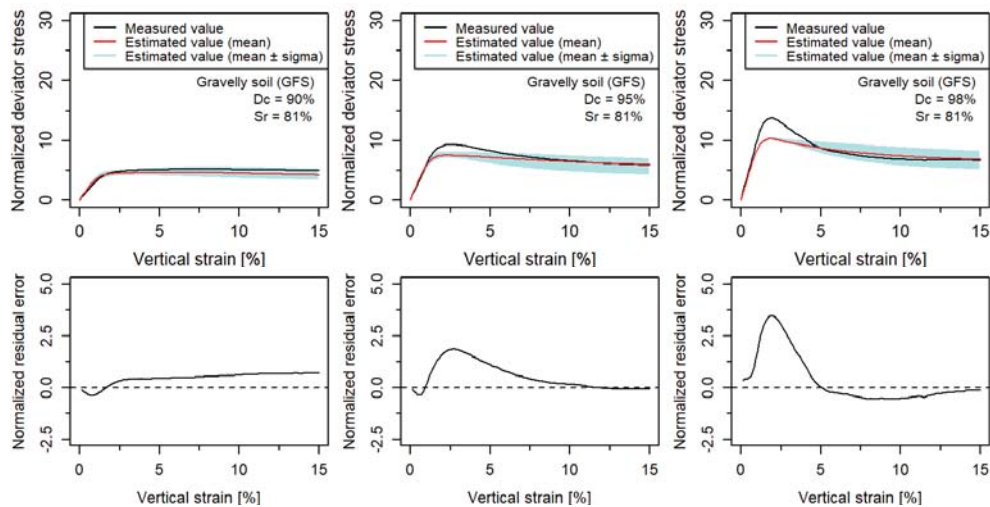 Normalized deviator stress
30
20
10
0
Measured value
Estimated value (mean)
Estimated value (mean ± sigma)
Gravelly soil (GFS)
Dc = 90%
Sr = 81%
0 5 10 15
Vertical strain [%]
Normalized deviator stress
30
20
10
0
Measured value
Estimated value (mean)
Estimated value (mean ± sigma)
Gravelly soil (GFS)
Dc = 95%
Sr = 81%
0 5 10 15
Vertical strain [%]
Normalized deviator stress
30
20
10
0
Measured value
Estimated value (mean)
Estimated value (mean ± sigma)
Gravelly soil (GFS)
Dc = 98%
Sr = 81%
0 5 10 15
Vertical strain [%]
Normalized residual error
5.0
2.5
0.0
-2.5
0 5 10 15
Vertical strain [%]
Normalized residual error
5.0
2.5
0.0
-2.5
0 5 10 15
Vertical strain [%]
Normalized residual error
5.0
2.5
0.0
-2.5
0 5 10 15
Vertical strain [%]